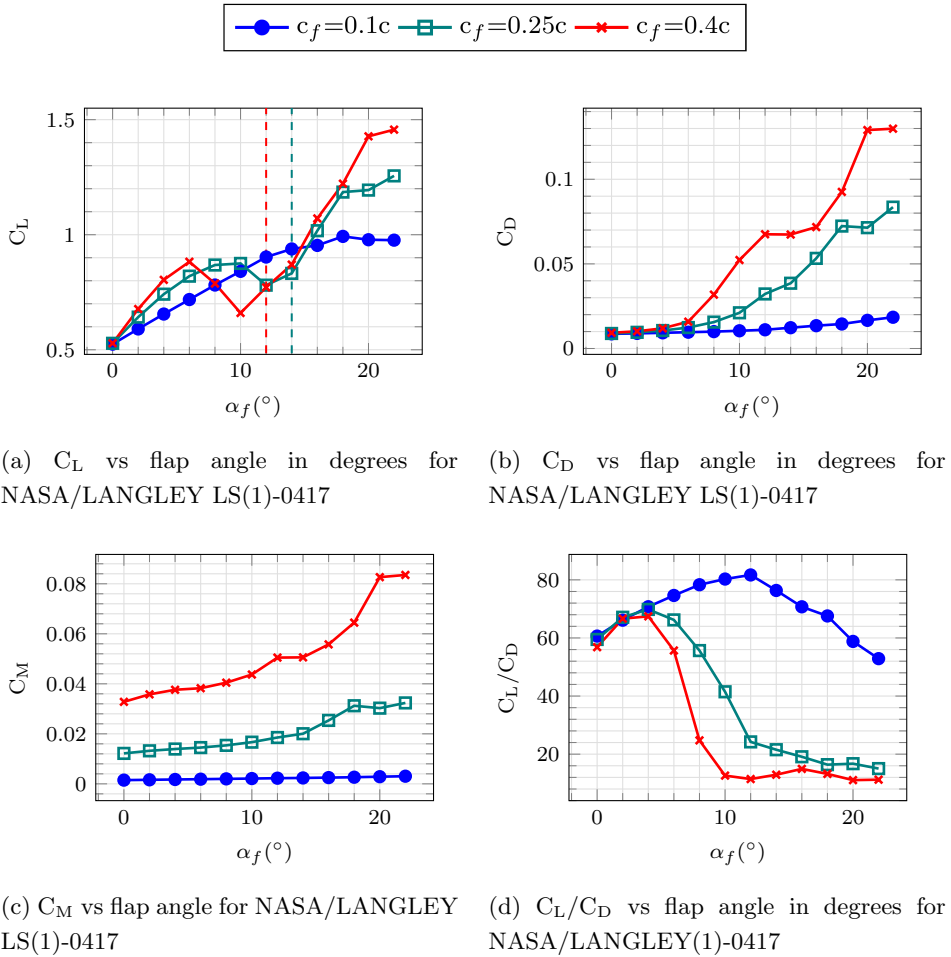 c_f=0.1c c_f=0.25c c_f=0.4c
1.5
1
0.5
C_L
0 10 20
α_f(°)
0.1
0.05
0
C_D
0 10 20
α_f(°)
(a) C_L vs flap angle in degrees for
NASA/LANGLEY LS(1)-0417
(b) C_D vs flap angle in degrees for
NASA/LANGLEY LS(1)-0417
0.08
0.06
0.04
0.02
0
C_M
0 10 20
α_f(°)
80
60
40
20
C_L/C_D
0 10 20
α_f(°)
(c) C_M vs flap angle for NASA/LANGLEY
LS(1)-0417
(d) C_L/C_D vs flap angle in degrees for
NASA/LANGLEY(1)-0417